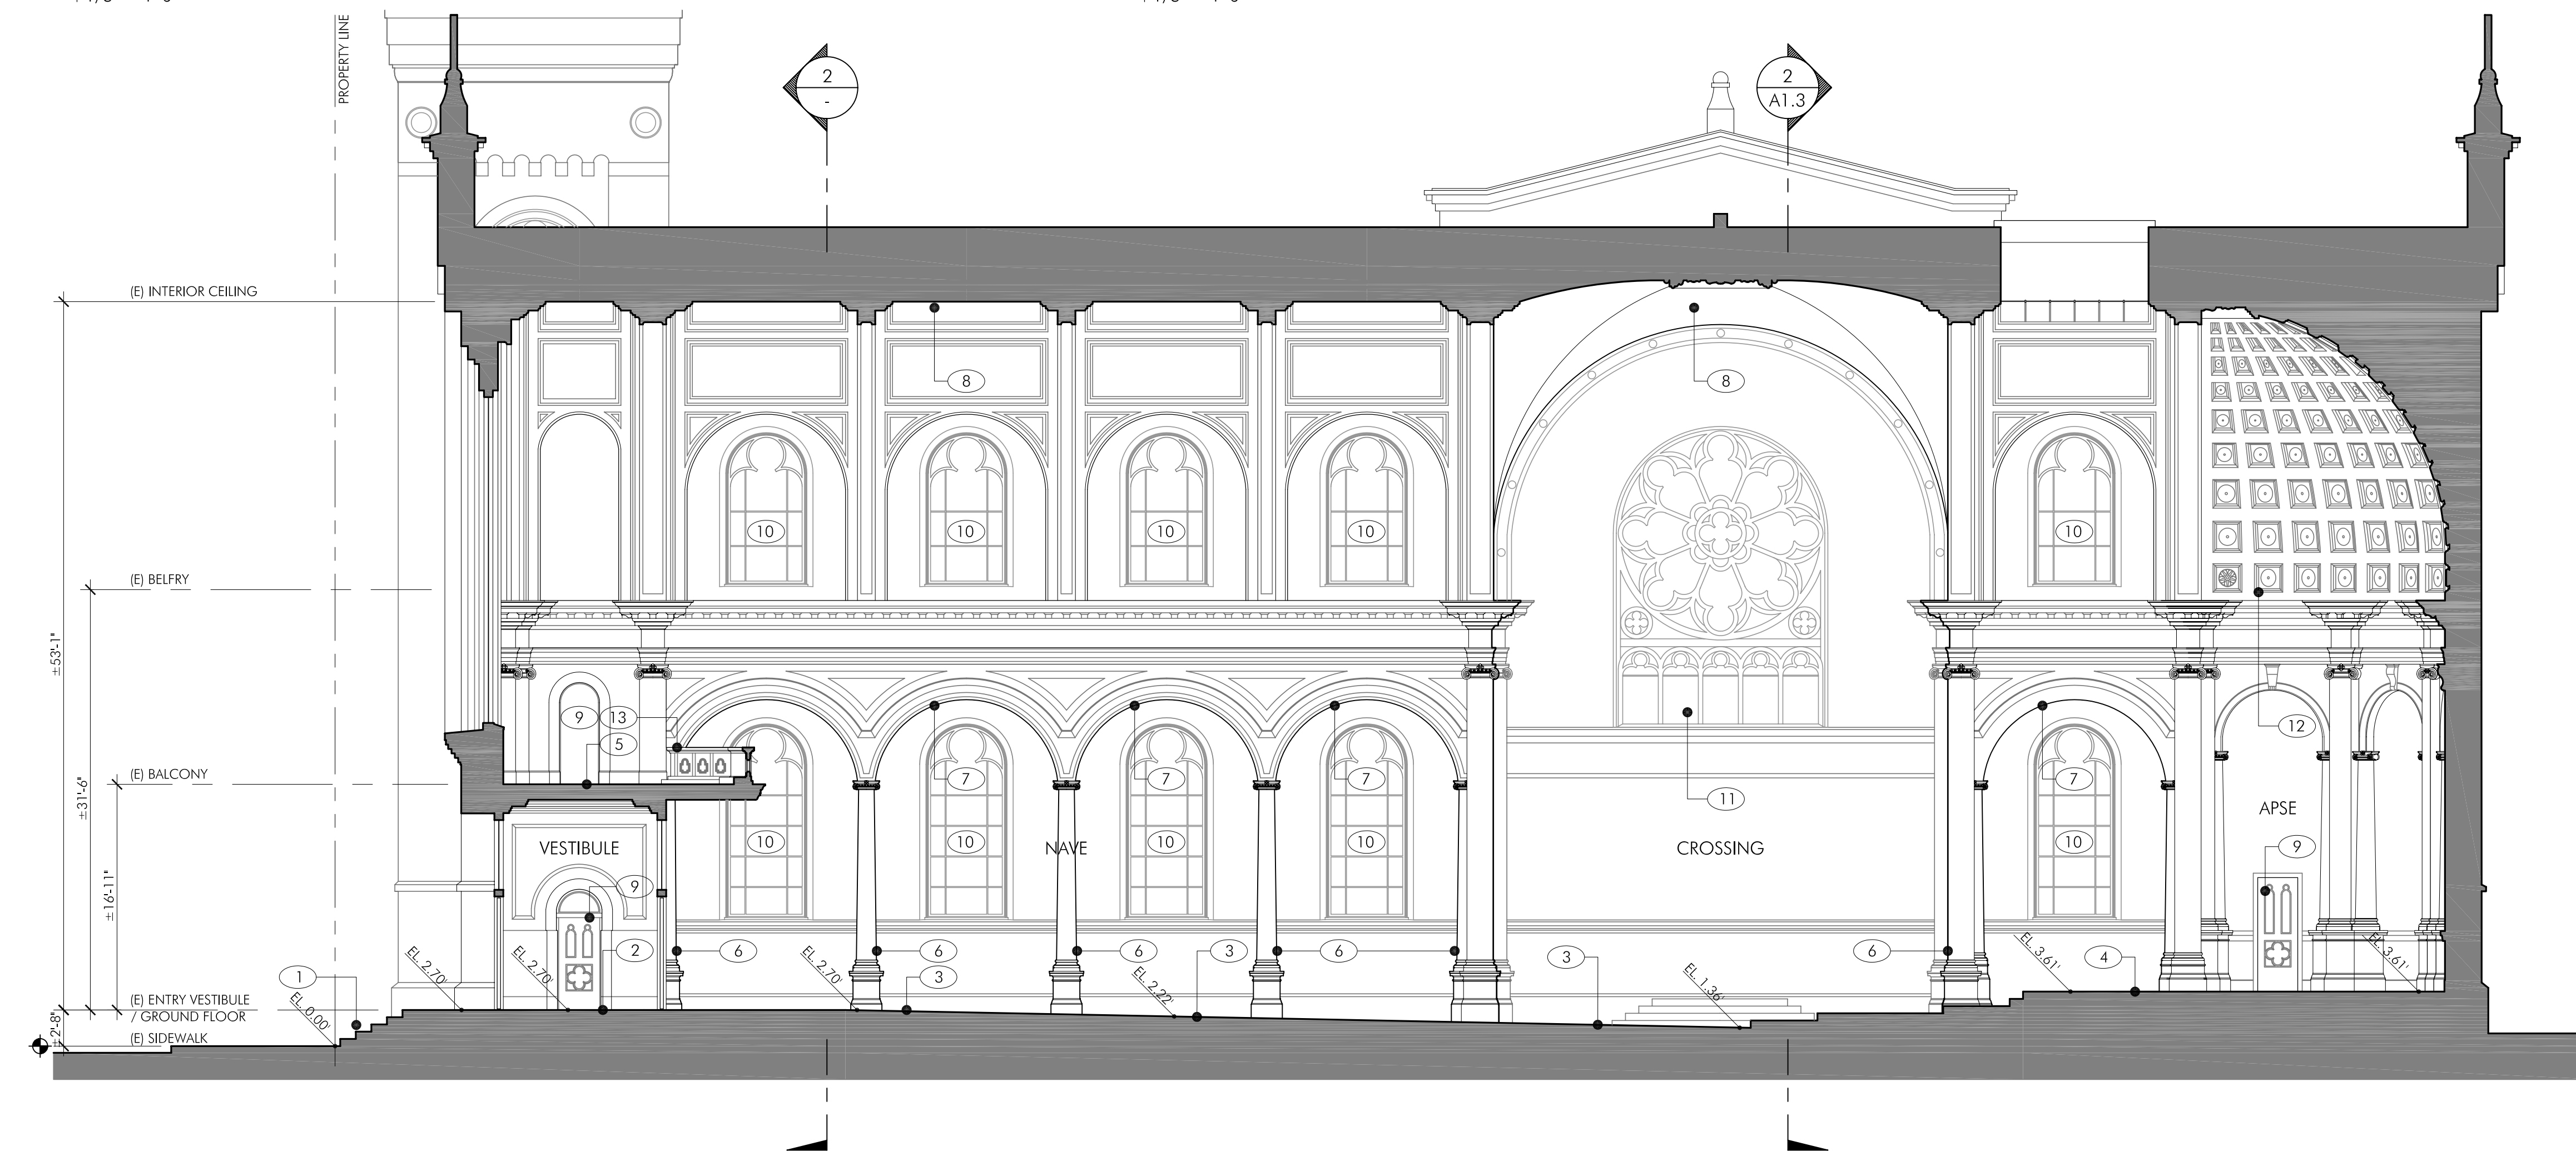 PROPERTY LINE
2
-
2
A1.3
(E) INTERIOR CEILING
8
8
10
10
10
10
10
(E) BELFRY
±53'-1"
±31'-6"
±16'-11"
±2'-8"
9
13
5
12
(E) BALCONY
7
7
7
7
11
APSE
VESTIBULE
10
10
NAVE
10
10
CROSSING
10
9
9
2
6
6
6
3
6
3
6
4
3
1
EL. 0.00'
EL. 2.70'
EL. 2.70'
EL. 2.70'
EL. 2.22'
EL. 1.36'
EL. 3.61'
EL. 3.61'
(E) ENTRY VESTIBULE
/ GROUND FLOOR
(E) SIDEWALK